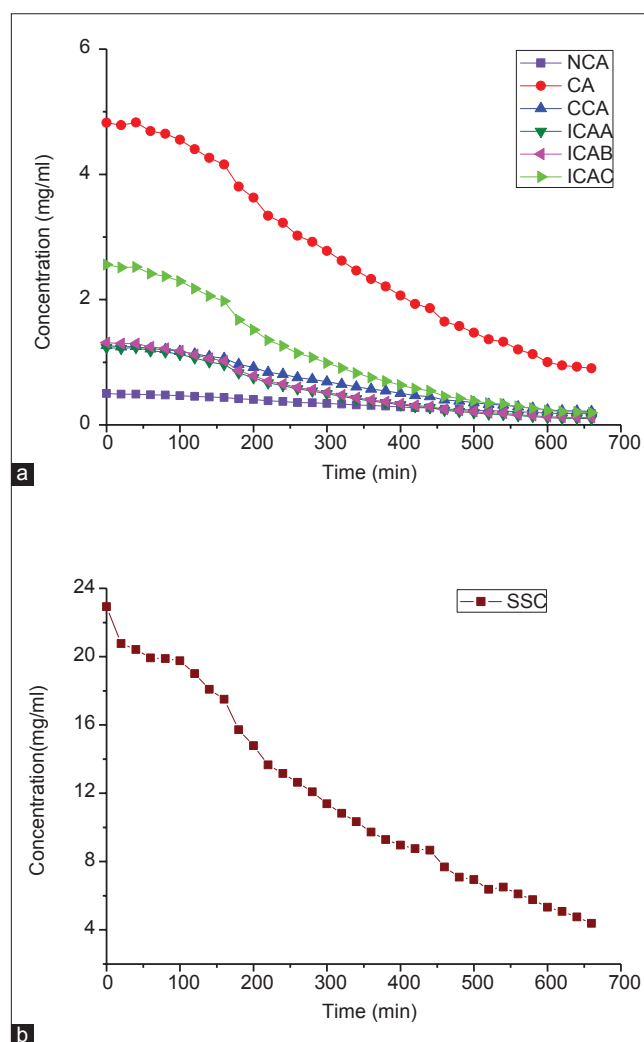 6
4
2
0
Concentration (mg/ml)
0 100 200 300 400 500 600 700
Time (min)
NCA
CA
CCA
ICAA
ICAB
ICAC
a
24
20
16
12
8
4
Concentration(mg/ml)
0 100 200 300 400 500 600 700
Time (min)
SSC
b